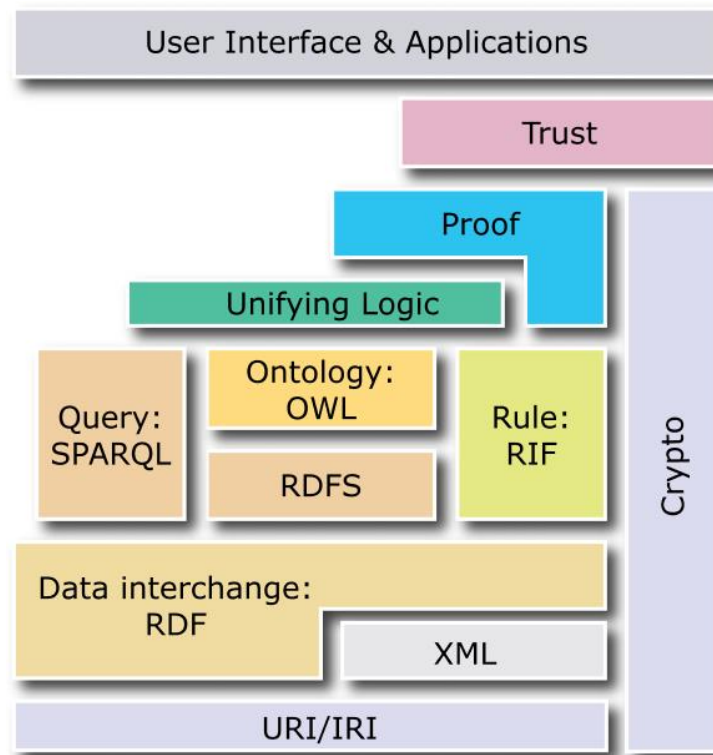 User Interface & Applications
Trust
Proof
Unifying Logic
Query:
SPARQL
Ontology:
OWL
RDFS
Rule:
RIF
Crypto
Data interchange:
RDF
XML
URI/IRI